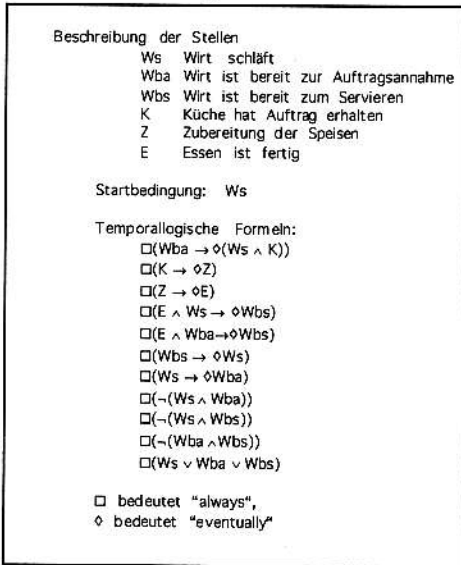 Beschreibung der Stellen
Ws Wirt schläft
Wba Wirt ist bereit zur Auftragsannahme
Wbs Wirt ist bereit zum Servieren
K Küche hat Auftrag erhalten
Z Zubereitung der Speisen
E Essen ist fertig
Startbedingung: Ws
Temporallogische Formeln:
□(Wba → ◊(Ws ∧ K))
□(K → ◊Z)
□(Z → ◊E)
□(E ∧ Ws → ◊Wbs)
□(E ∧ Wba→◊Wbs)
□(Wbs → ◊Ws)
□(Ws → ◊Wba)
□(¬(Ws ∧ Wba))
□(¬(Ws ∧ Wbs))
□(¬(Wba ∧ Wbs))
□(Ws ∨ Wba ∨ Wbs)
□ bedeutet "always",
◊ bedeutet "eventually"